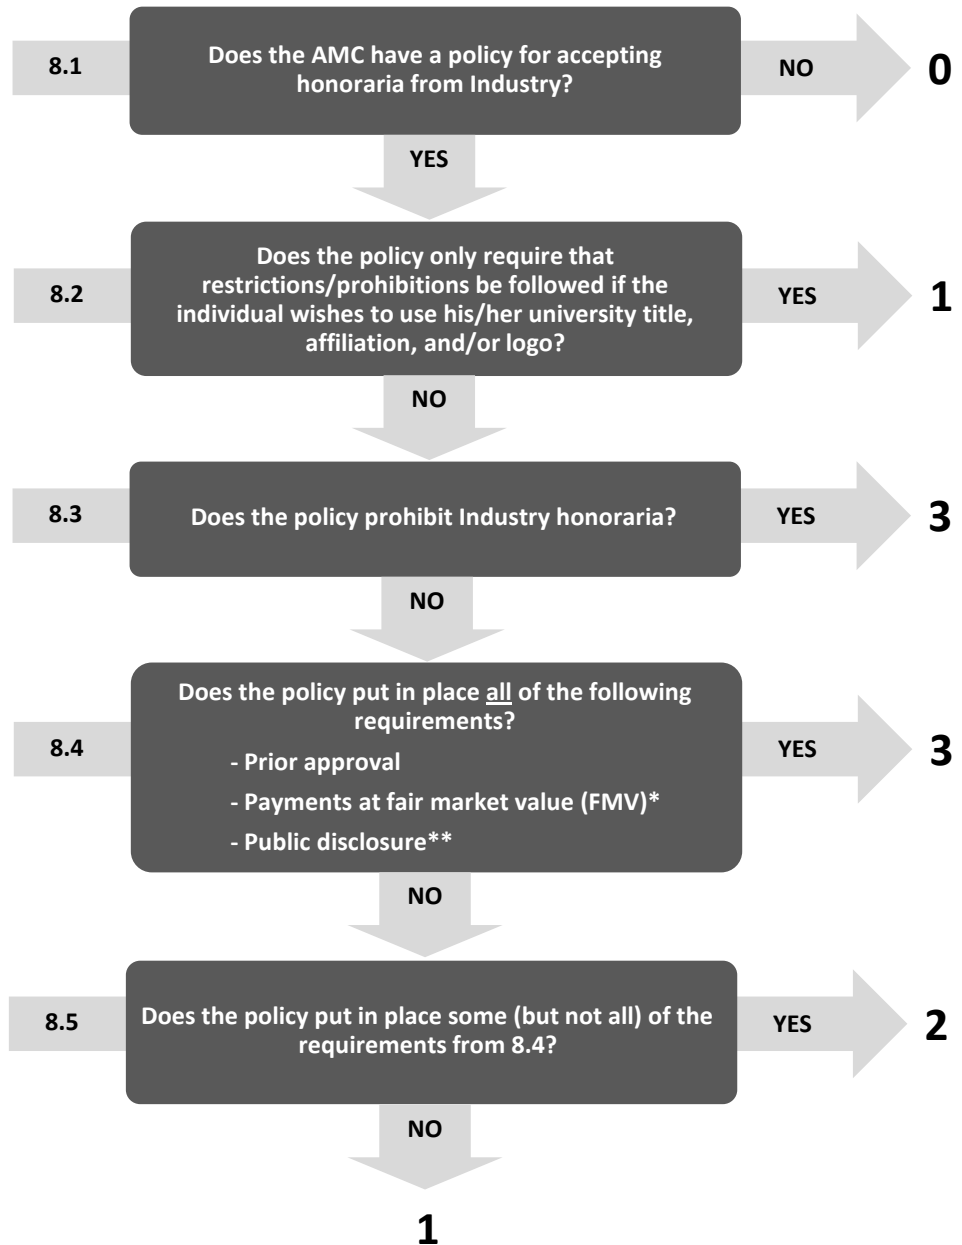 8.1
Does the AMC have a policy for accepting
honoraria from Industry?
NO
0
YES
8.2
Does the policy only require that
restrictions/prohibitions be followed if the
individual wishes to use his/her university title,
affiliation, and/or logo?
YES
1
NO
8.3
Does the policy prohibit Industry honoraria?
YES
3
NO
8.4
Does the policy put in place all of the following
requirements?
- Prior approval
- Payments at fair market value (FMV)*
- Public disclosure**
YES
3
NO
8.5
Does the policy put in place some (but not all) of the
requirements from 8.4?
YES
2
NO
1